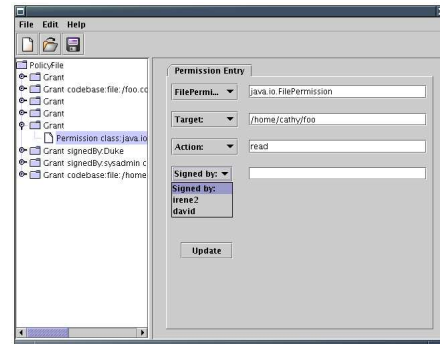 File Edit Help
PolicyFile
Grant
Grant codebase:file:/foo.cc
Grant
Grant
Grant
Permission class:java.io
Grant signedBy:Duke
Grant signedBy:sysadmin c
Grant codebase:file:/home
Permission Entry
FilePermi... java.io.FilePermission
Target: /home/cathy/foo
Action: read
Signed by:
Signed by:
irene2
david
Update